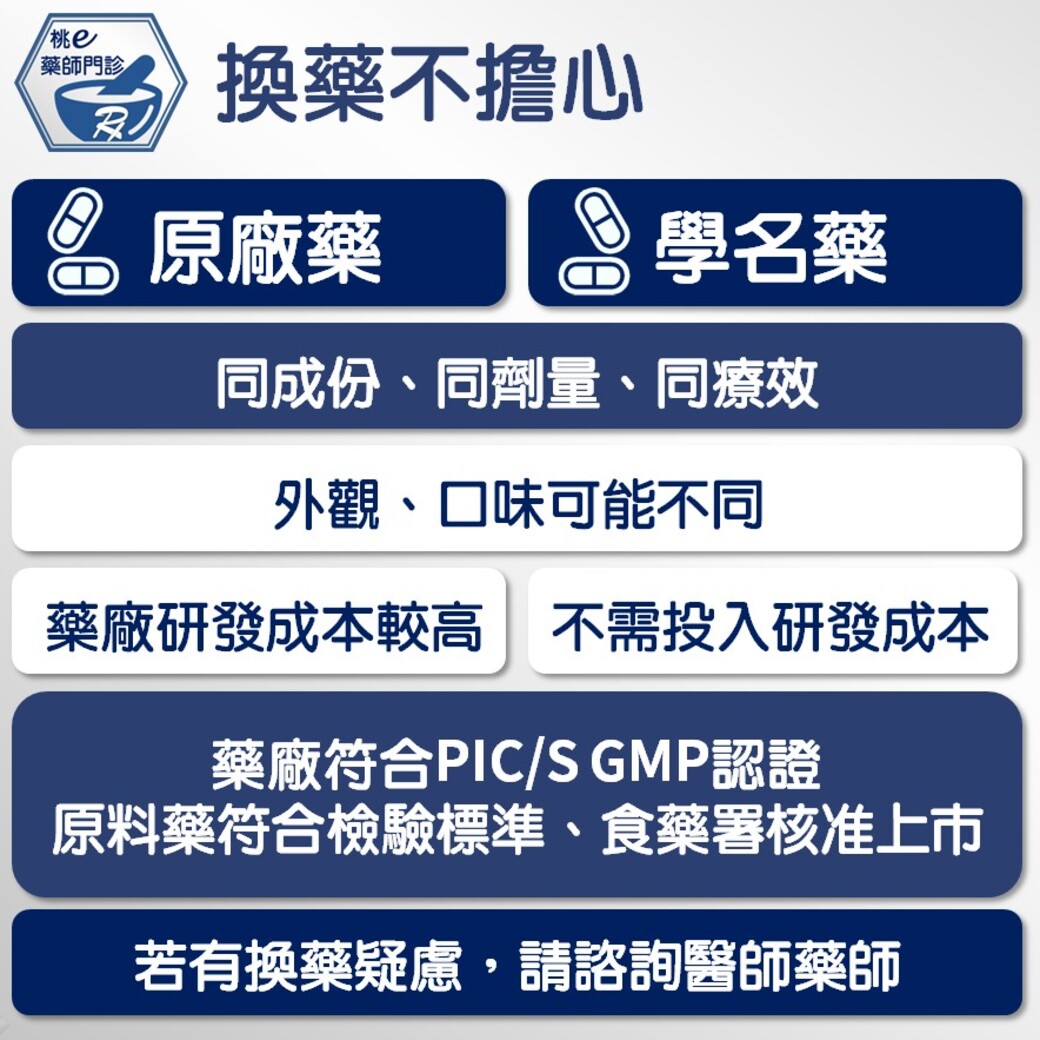 桃e
藥師門診
Rx
換藥不擔心
原廠藥
學名藥
同成份、同劑量、同療效
外觀、口味可能不同
藥廠研發成本較高
不需投入研發成本
藥廠符合PIC/S GMP認證
原料藥符合檢驗標準、食藥署核准上市
若有換藥疑慮，請諮詢醫師藥師